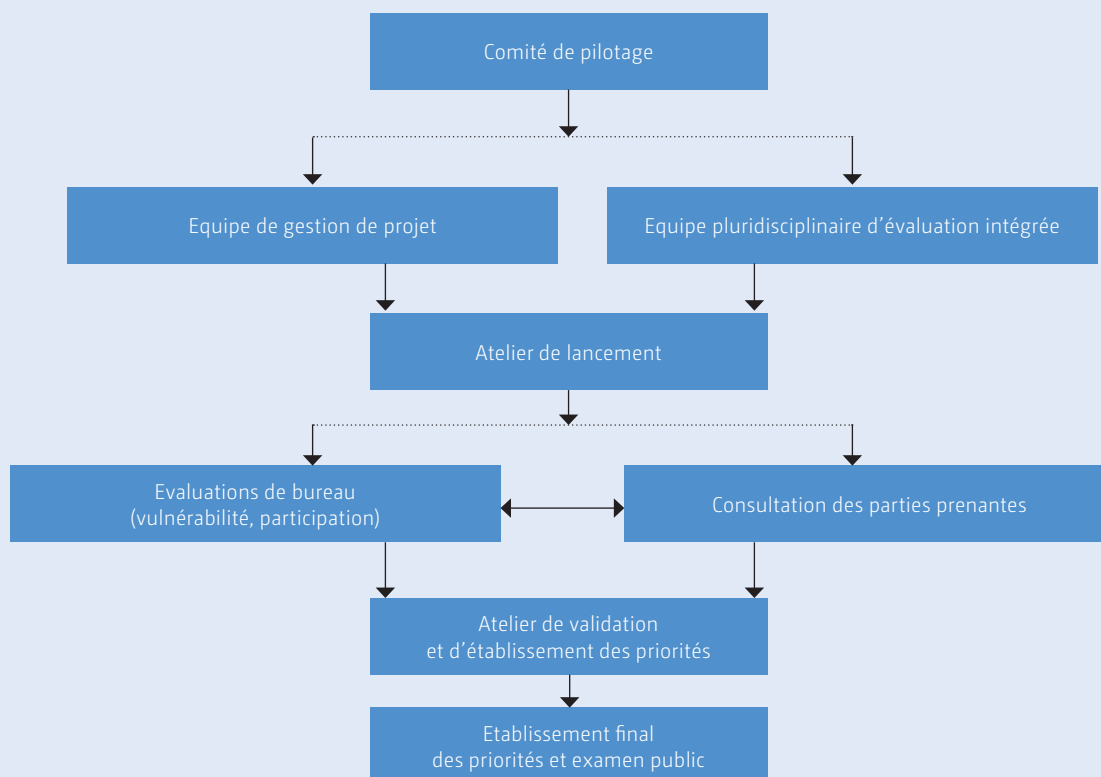 Comité de pilotage
Equipe de gestion de projet
Equipe pluridisciplinaire d'évaluation intégrée
Atelier de lancement
Evaluations de bureau
(vulnérabilité, participation)
Consultation des parties prenantes
Atelier de validation
et d'établissement des priorités
Etablissement final
des priorités et examen public